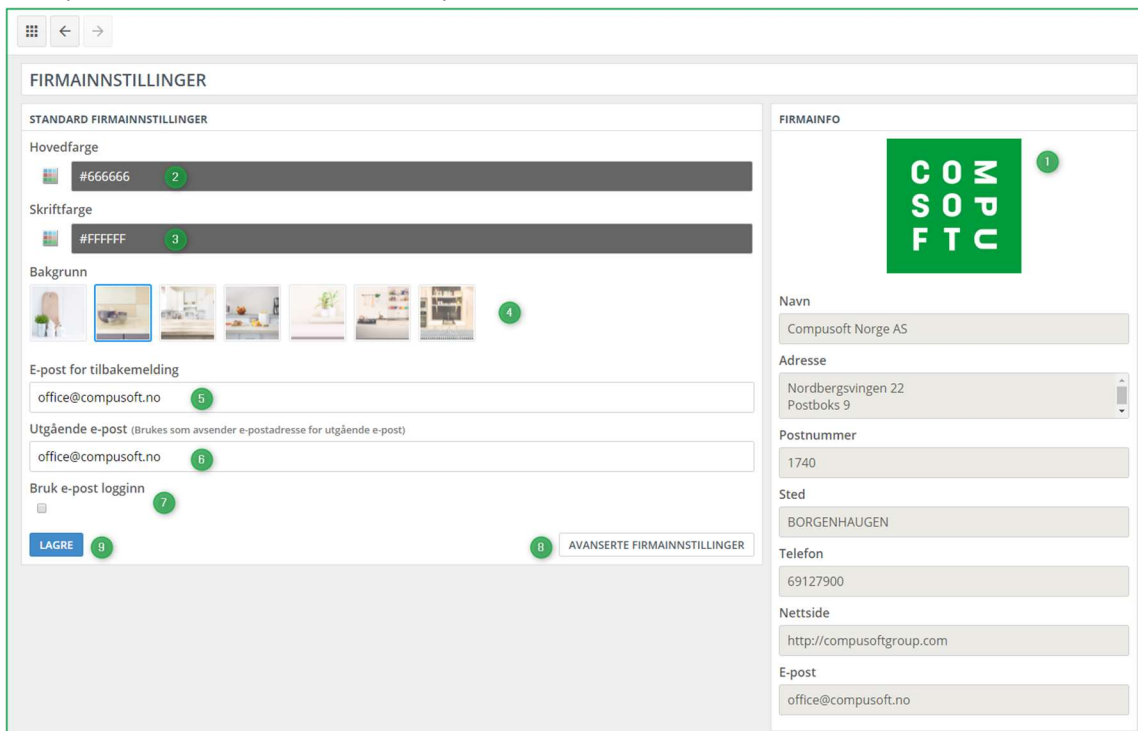 FIRMAINNSTILLINGER
STANDARD FIRMAINNSTILLINGER
Hovedfarge
#666666 2
Skriftfarge
#FFFFFF 3
Bakgrunn
4
E-post for tilbakemelding
office@compusoft.no 5
Utgående e-post (Brukes som avsender e-postadresse for utgående e-post)
office@compusoft.no 6
Bruk e-post logginn
7
LAGRE 9
8 AVANSERTE FIRMAINNSTILLINGER
FIRMAINFO
1
COM
SOP
FTU
Navn
Compusoft Norge AS
Adresse
Nordbergsvingen 22
Postboks 9
Postnummer
1740
Sted
BORGENHAUGEN
Telefon
69127900
Nettside
http://compusoftgroup.com
E-post
office@compusoft.no